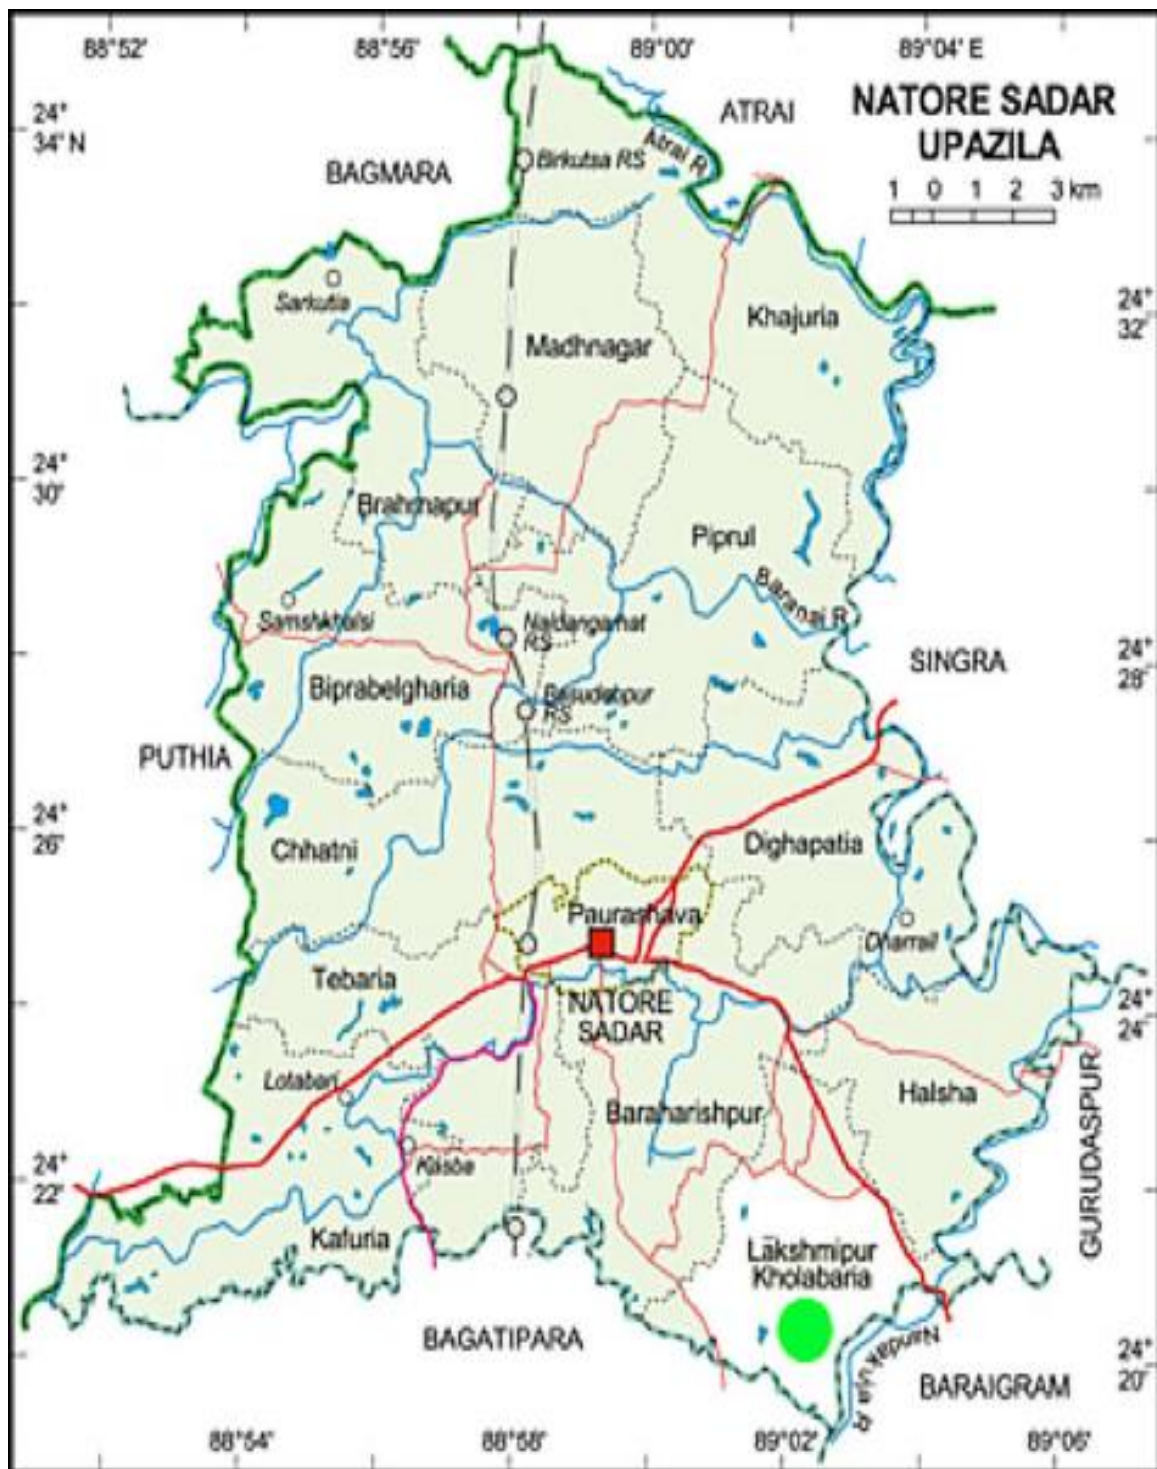 88°52'
88°56'
89°00'
89°04' E
NATORE SADAR
UPAZILA
1 0 1 2 3 km
24°
34' N
ATRAI
Atrai R
BAGMARA
Birkutsa RS
Sarkutia
Khajuria
24°
32'
Madhnagar
24°
30'
Brahmapur
Piprul
Baranai R
Samshkhalsi
Naldangarhat
RS
SINGRA
24°
28'
Biprabelgharia
Basudebpur
RS
PUTHIA
24°
26'
Chhatni
Dighapatia
Paurashava
Dharrail
Tebaria
NATORE
SADAR
24°
24'
Lotabari
Baraharishpur
Halsha
GURUDASPUR
24°
22'
Kasba
Kafuria
Lakshmipur
Kholabaria
BAGATIPARA
Nandakuja R
BARAIGRAM
24°
20'
88°54'
88°58'
89°02'
89°06'